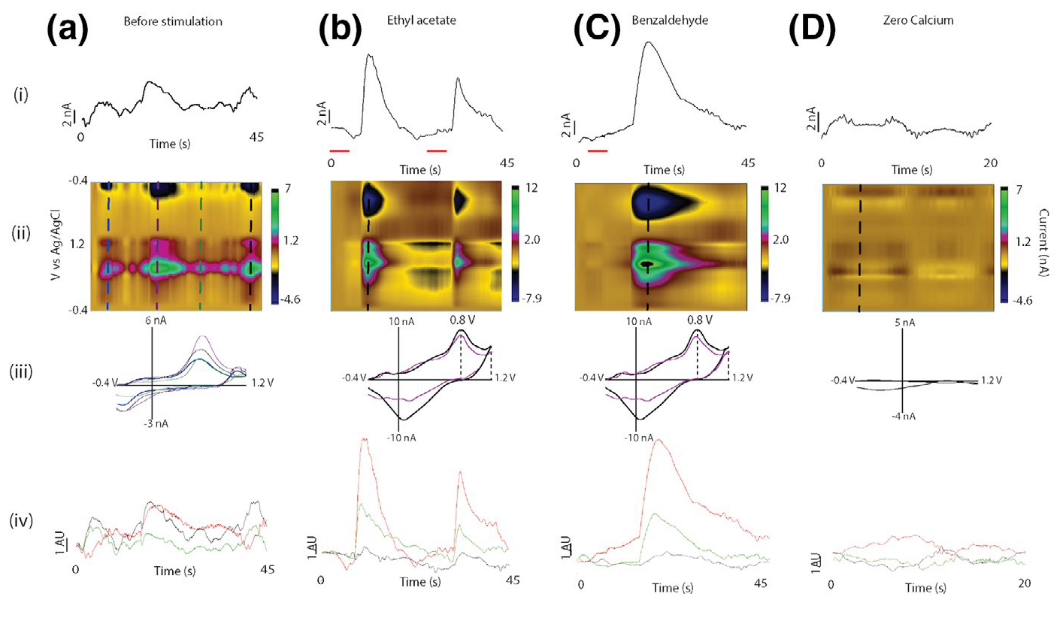 (a) Before stimulation (b) Ethyl acetate (C) Benzaldehyde (D) Zero Calcium
(i)
2 nA 2 nA 2 nA 2 nA
0 45 0 45 0 45 0 20
Time (s) Time (s) Time (s) Time (s)
(ii)
V vs Ag/AgCl
-0.4 1.2 -0.4
7 1.2 -4.6
12 2.0 -7.9
12 2.0 -7.9
7 1.2 -4.6
Current (nA)
(iii)
6 nA 10 nA 0.8 V 10 nA 0.8 V 5 nA
-0.4 V 1.2 V -0.4 V 1.2 V -0.4 V 1.2 V -0.4 V 1.2 V
-3 nA -10 nA -10 nA -4 nA
(iv)
1 AU 1 AU 1 AU 1 AU
0 45 0 45 0 45 0 20
Time (s) Time (s) Time (s) Time (s)